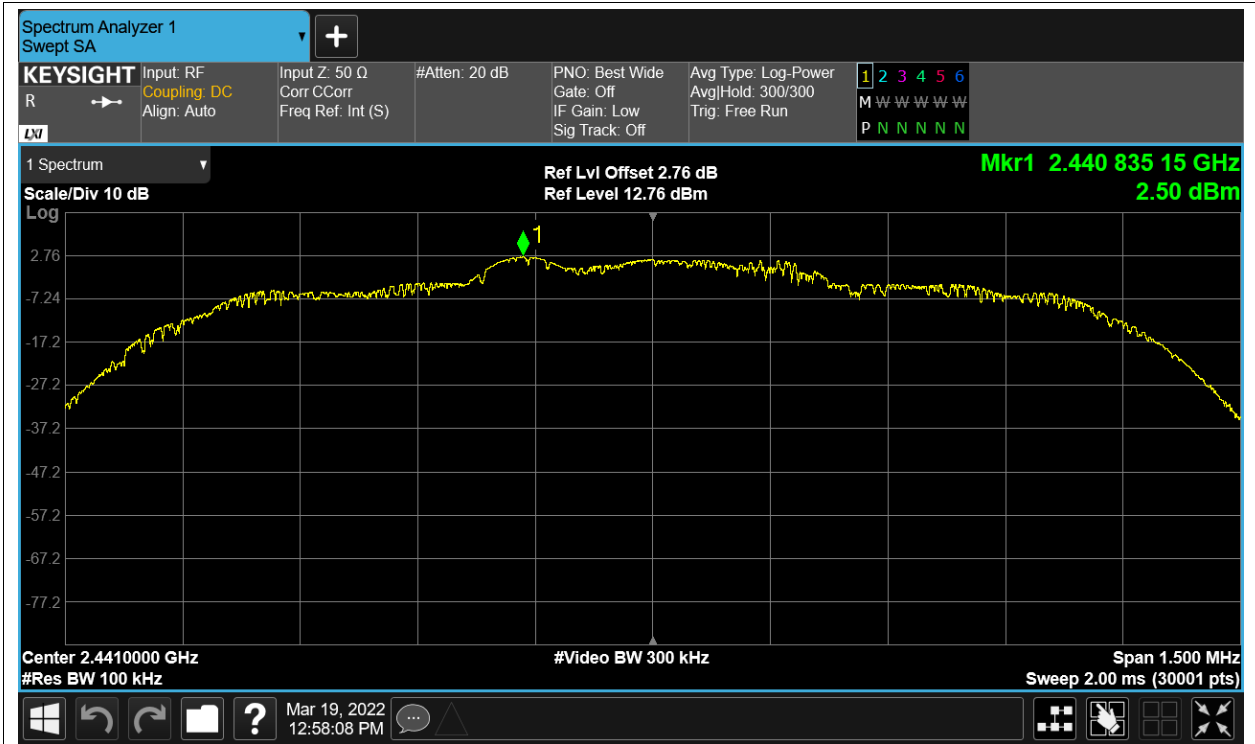 Spectrum Analyzer 1
Swept SA
KEYSIGHT
R
LXI
Input: RF
Coupling: DC
Align: Auto
Input Z: 50 Ω
Corr CCorr
Freq Ref: Int (S)
#Atten: 20 dB
PNO: Best Wide
Gate: Off
IF Gain: Low
Sig Track: Off
Avg Type: Log-Power
Avg|Hold: 300/300
Trig: Free Run
1 2 3 4 5 6
M W W W W W
P N N N N N
1 Spectrum
Scale/Div 10 dB
Log
Ref Lvl Offset 2.76 dB
Ref Level 12.76 dBm
Mkr1 2.440 835 15 GHz
2.50 dBm
1
2.76
-7.24
-17.2
-27.2
-37.2
-47.2
-57.2
-67.2
-77.2
Center 2.4410000 GHz
#Res BW 100 kHz
#Video BW 300 kHz
Span 1.500 MHz
Sweep 2.00 ms (30001 pts)
?
Mar 19, 2022
12:58:08 PM